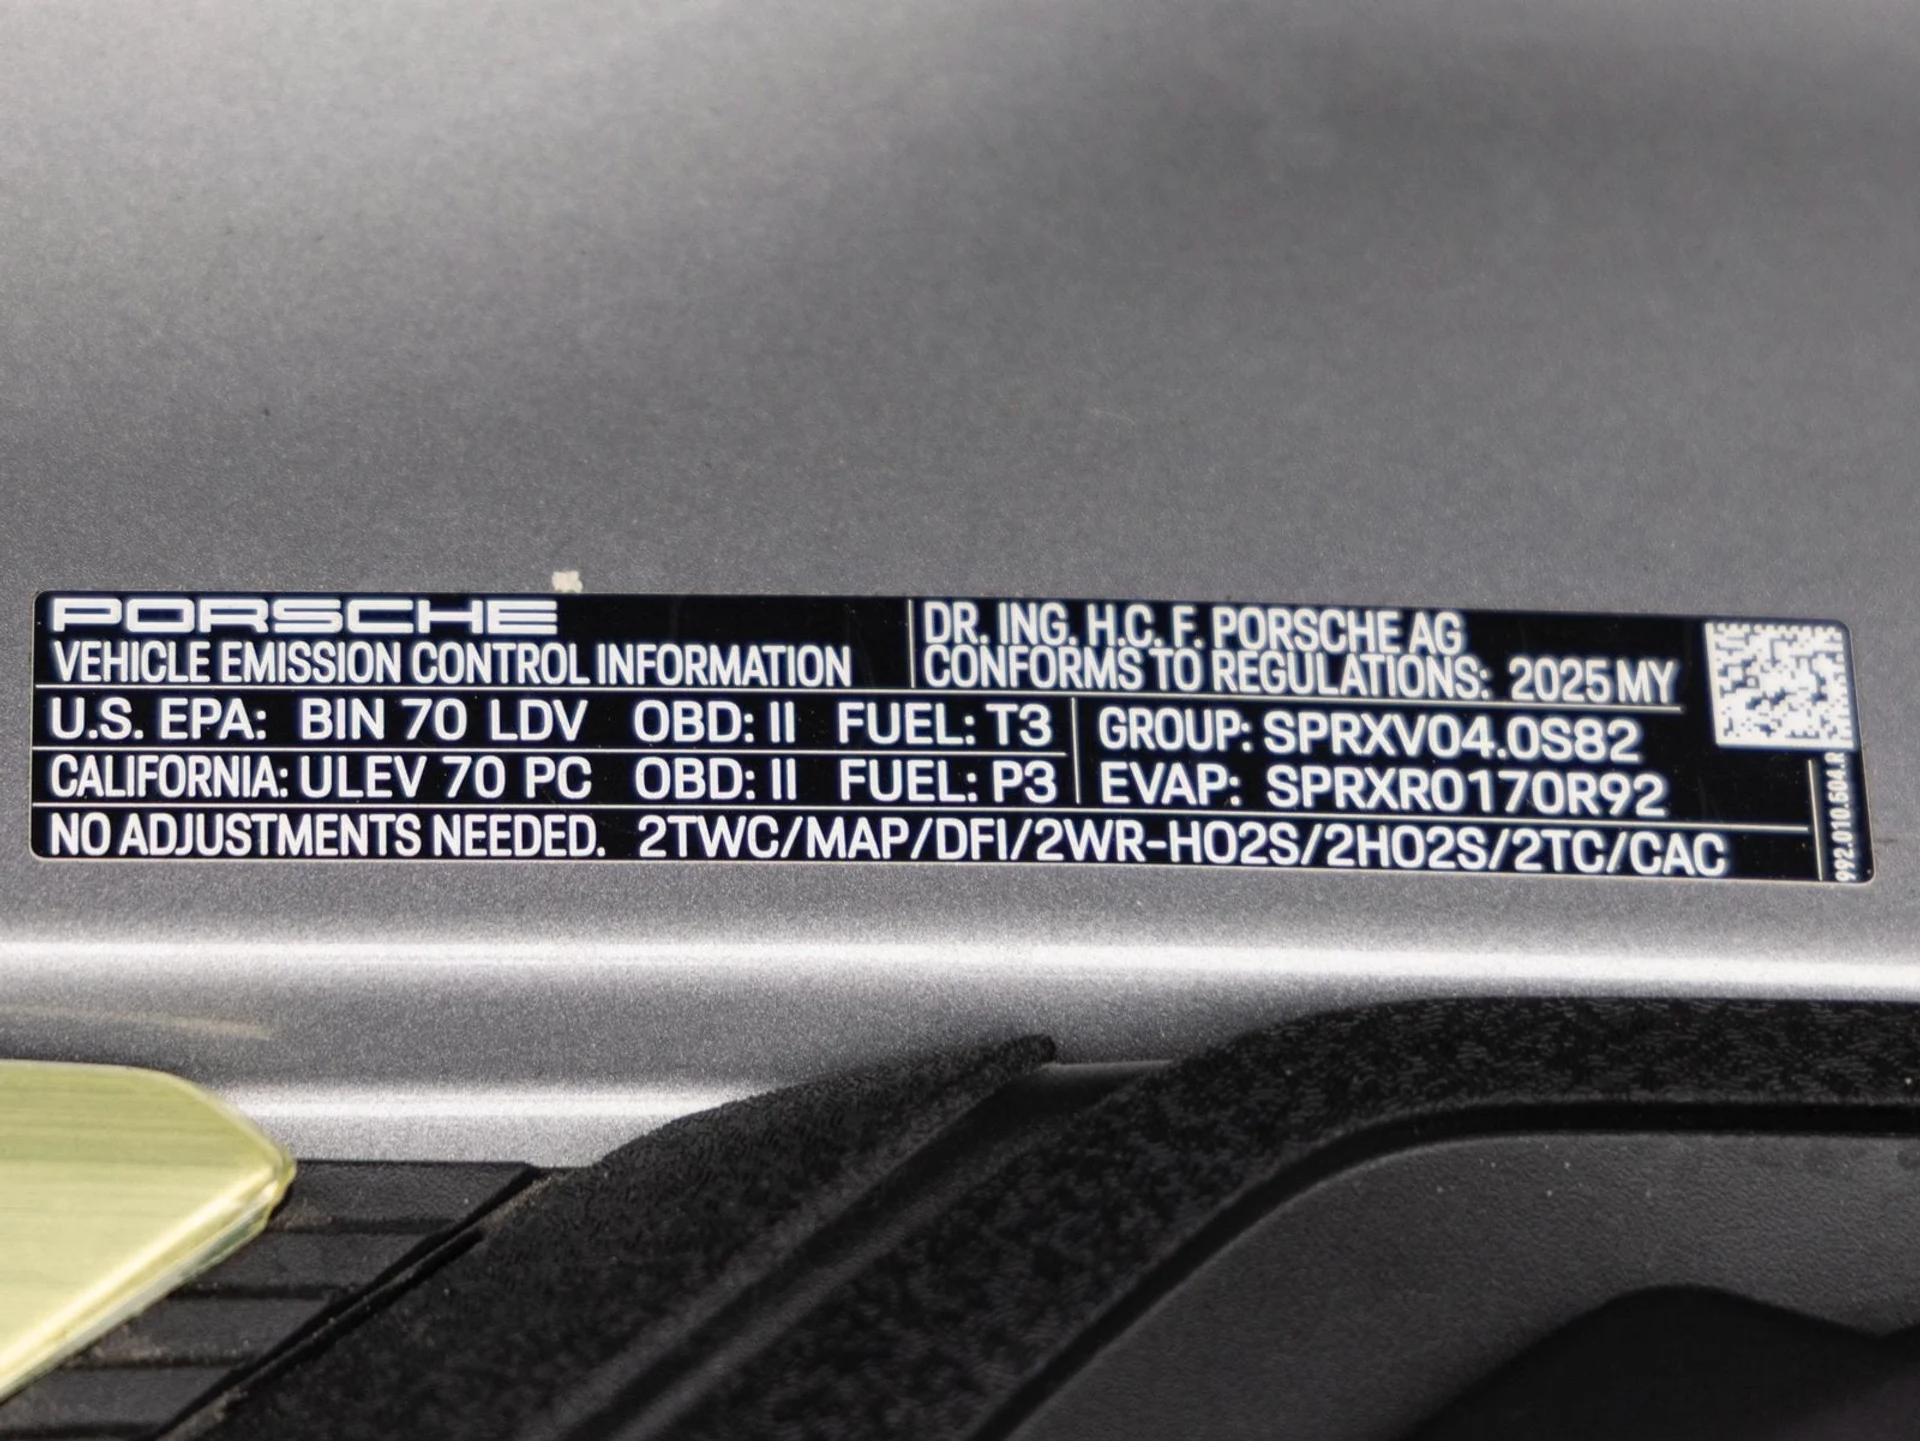 PORSCHE
VEHICLE EMISSION CONTROL INFORMATION
DR. ING. H.C. F. PORSCHE AG
CONFORMS TO REGULATIONS: 2025 MY
U.S. EPA: BIN 70 LDV OBD: II FUEL: T3
CALIFORNIA: ULEV 70 PC OBD: II FUEL: P3
GROUP: SPRXV04.0S82
EVAP: SPRXR0170R92
NO ADJUSTMENTS NEEDED. 2TWC/MAP/DFI/2WR-HO2S/2HO2S/2TC/CAC
992.010.604.R